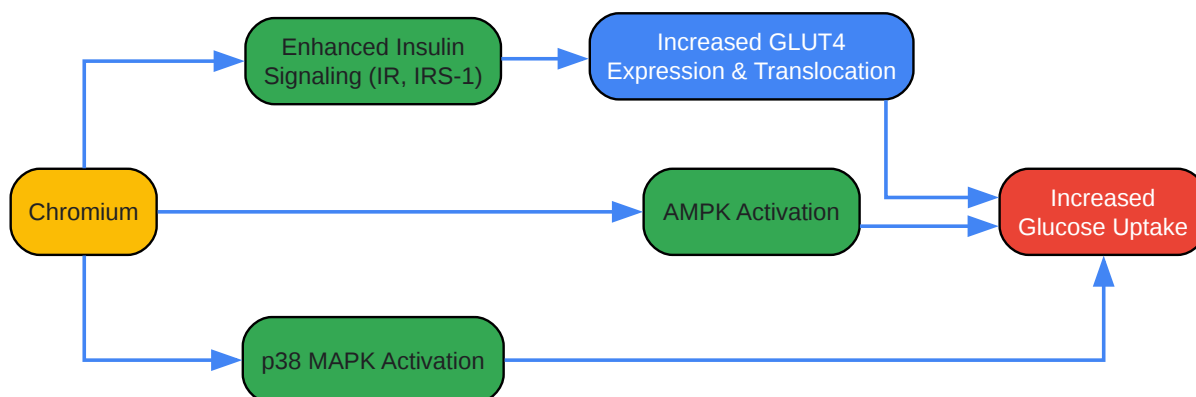 Enhanced Insulin
Signaling (IR, IRS-1)
Increased GLUT4
Expression & Translocation
Chromium
AMPK Activation
Increased
Glucose Uptake
p38 MAPK Activation